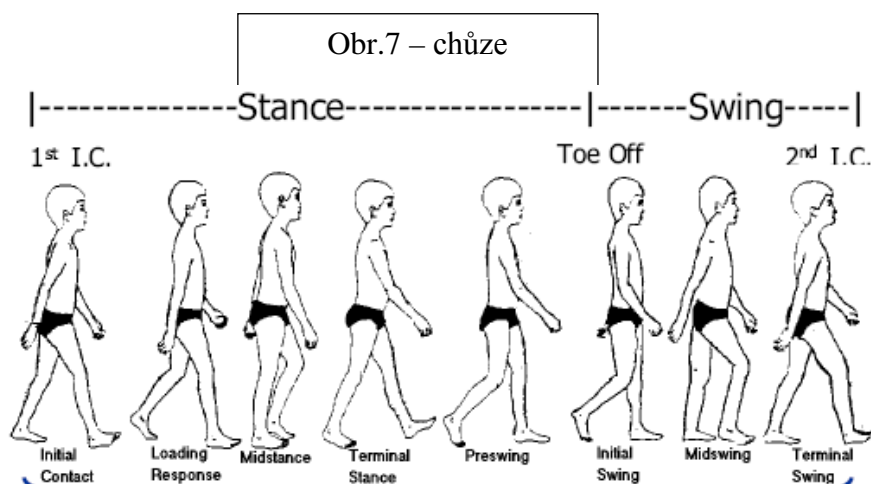 Obr.7 – chůze
|---------------Stance-----------------|-------Swing-----|
1st I.C. Toe Off 2nd I.C.
Initial Contact
Loading Response
Midstance
Terminal Stance
Preswing
Initial Swing
Midswing
Terminal Swing